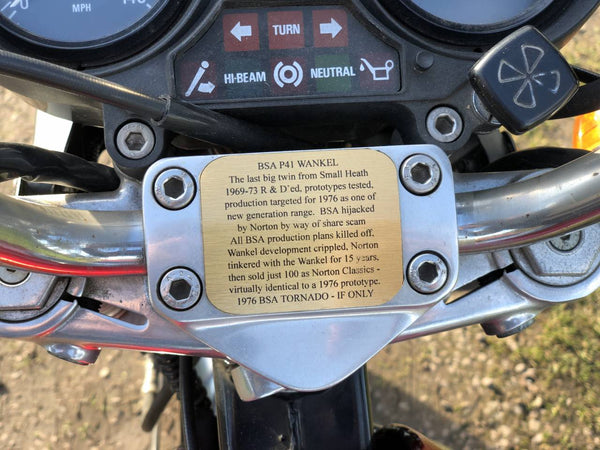 MPH
TURN
HI-BEAM
NEUTRAL
BSA P41 WANKEL
The last big twin from Small Heath
1969-73 R & D'ed, prototypes tested,
production targeted for 1976 as one of
new generation range. BSA hijacked
by Norton by way of share scam
All BSA production plans killed off.
Wankel development crippled, Norton
tinkered with the Wankel for 15 years,
then sold just 100 as Norton Classics -
virtually identical to a 1976 prototype.
1976 BSA TORNADO - IF ONLY